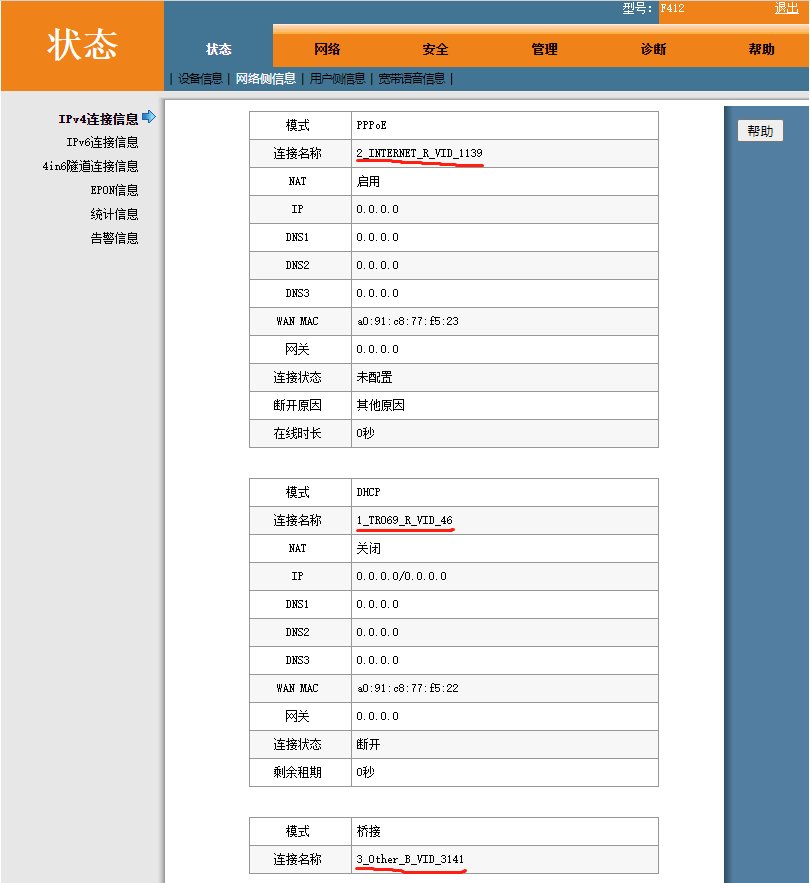 型号： F412 退出
状态
状态 网络 安全 管理 诊断 帮助
| 设备信息 | 网络侧信息 | 用户侧信息 | 宽带语音信息 |
IPv4连接信息
IPv6连接信息
4in6隧道连接信息
EPON信息
统计信息
告警信息
帮助
模式 PPPoE
连接名称 2_INTERNET_R_VID_1139
NAT 启用
IP 0.0.0.0
DNS1 0.0.0.0
DNS2 0.0.0.0
DNS3 0.0.0.0
WAN MAC a0:91:c8:77:f5:23
网关 0.0.0.0
连接状态 未配置
断开原因 其他原因
在线时长 0秒
模式 DHCP
连接名称 1_TR069_R_VID_46
NAT 关闭
IP 0.0.0.0/0.0.0.0
DNS1 0.0.0.0
DNS2 0.0.0.0
DNS3 0.0.0.0
WAN MAC a0:91:c8:77:f5:22
网关 0.0.0.0
连接状态 断开
剩余租期 0秒
模式 桥接
连接名称 3_Other_B_VID_3141